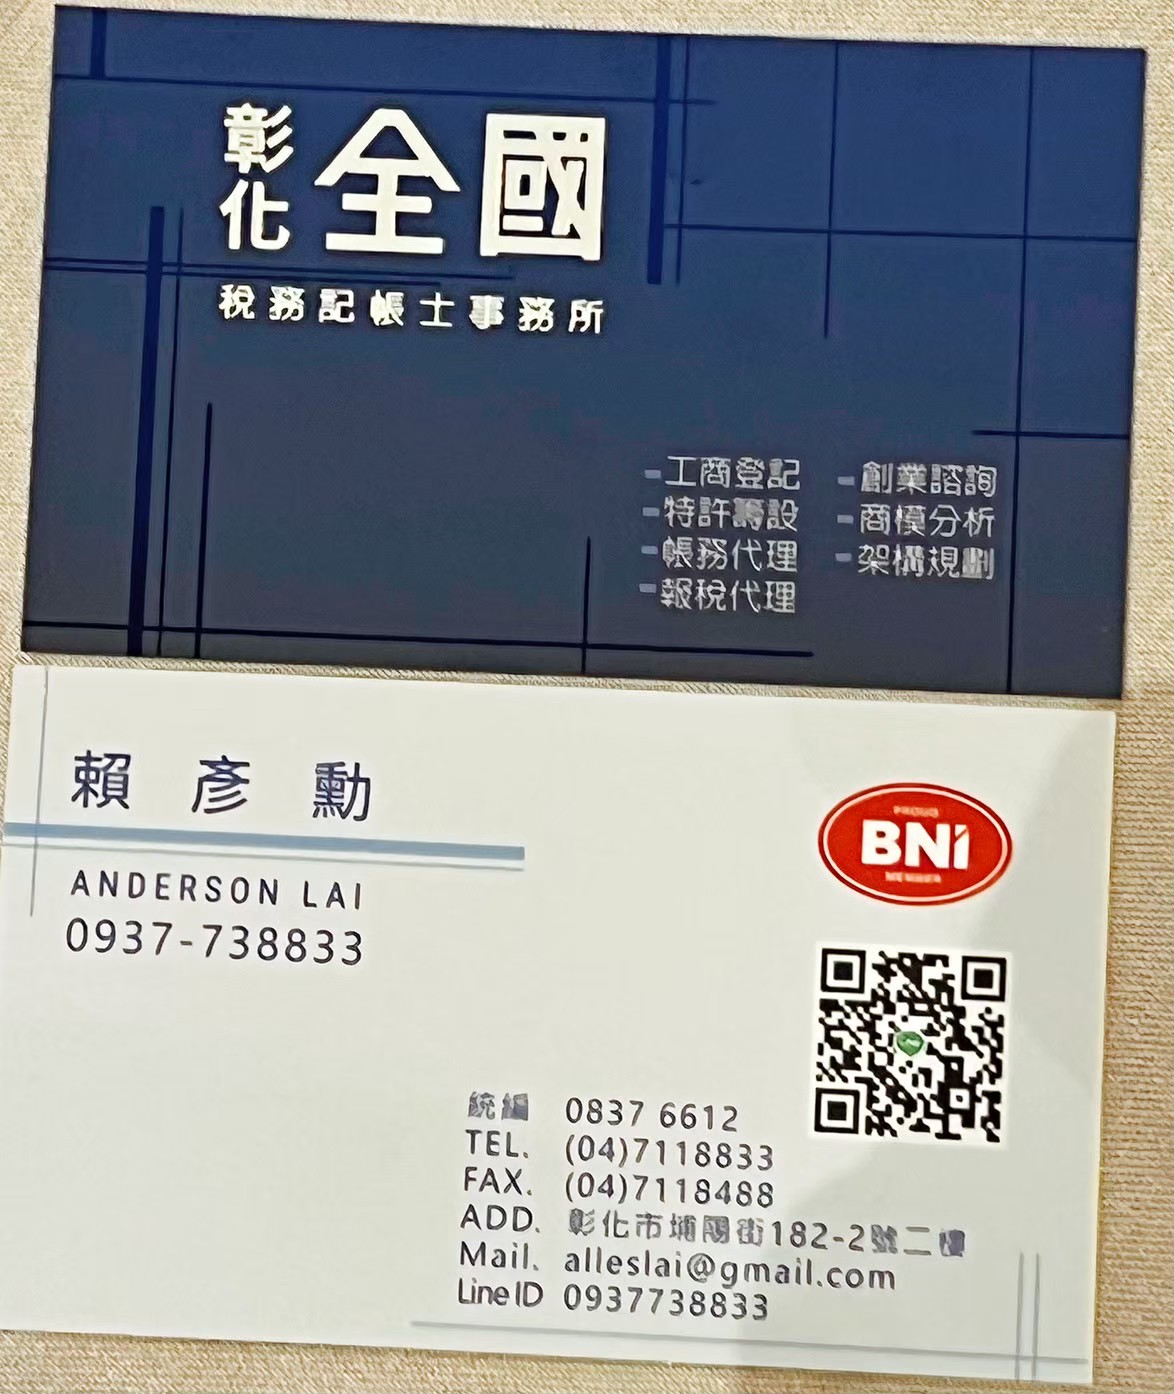 彰化全國
稅務記帳士事務所
工商登記
特許籌設
帳務代理
報稅代理
創業諮詢
商模分析
架構規劃
賴彥勳
ANDERSON LAI
0937-738833
PROUD
BNI
MEMBER
統編 0837 6612
TEL. (04)7118833
FAX. (04)7118488
ADD. 彰化市埔陽街182-2號二樓
Mail. alleslai@gmail.com
Line ID 0937738833